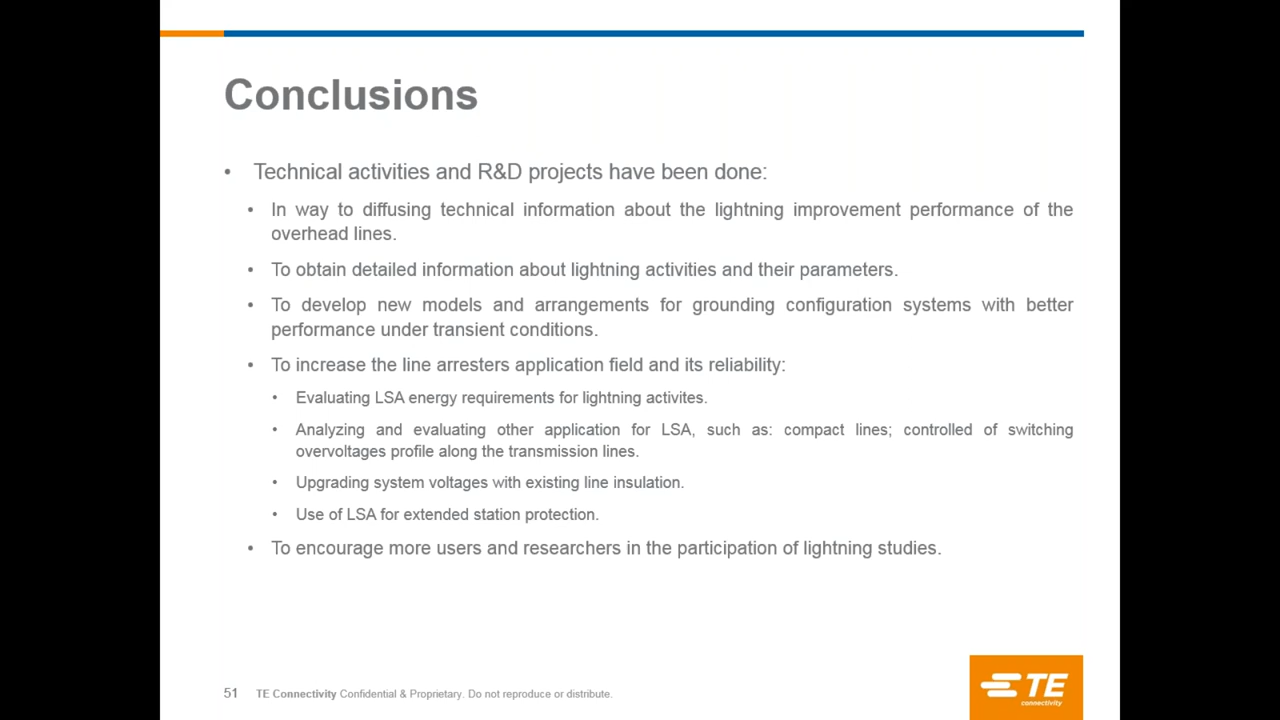 Conclusions
• Technical activities and R&D projects have been done:
• In way to diffusing technical information about the lightning improvement performance of the
overhead lines.
• To obtain detailed information about lightning activities and their parameters.
• To develop new models and arrangements for grounding configuration systems with better
performance under transient conditions.
• To increase the line arresters application field and its reliability:
• Evaluating LSA energy requirements for lightning activites.
• Analyzing and evaluating other application for LSA, such as: compact lines; controlled of switching
overvoltages profile along the transmission lines.
• Upgrading system voltages with existing line insulation.
• Use of LSA for extended station protection.
• To encourage more users and researchers in the participation of lightning studies.
51 TE Connectivity Confidential & Proprietary. Do not reproduce or distribute.
TE
connectivity